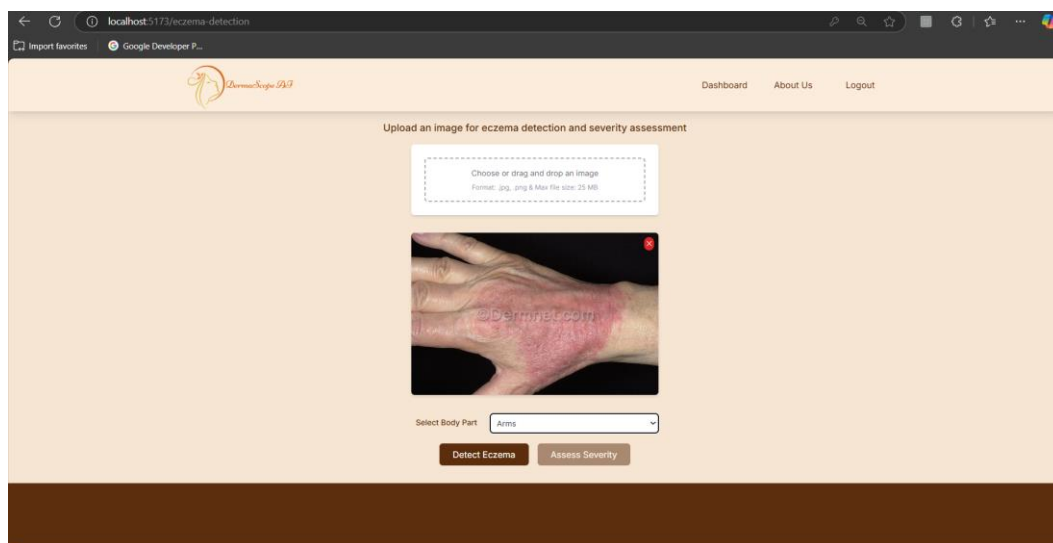 localhost:5173/eczema-detection
Import favorites Google Developer P...
DermacScope AI
Dashboard About Us Logout
Upload an image for eczema detection and severity assessment
Choose or drag and drop an image
Format: .jpg, .png & Max file size: 25 MB
©Dermnet.com
Select Body Part Arms
Detect Eczema Assess Severity